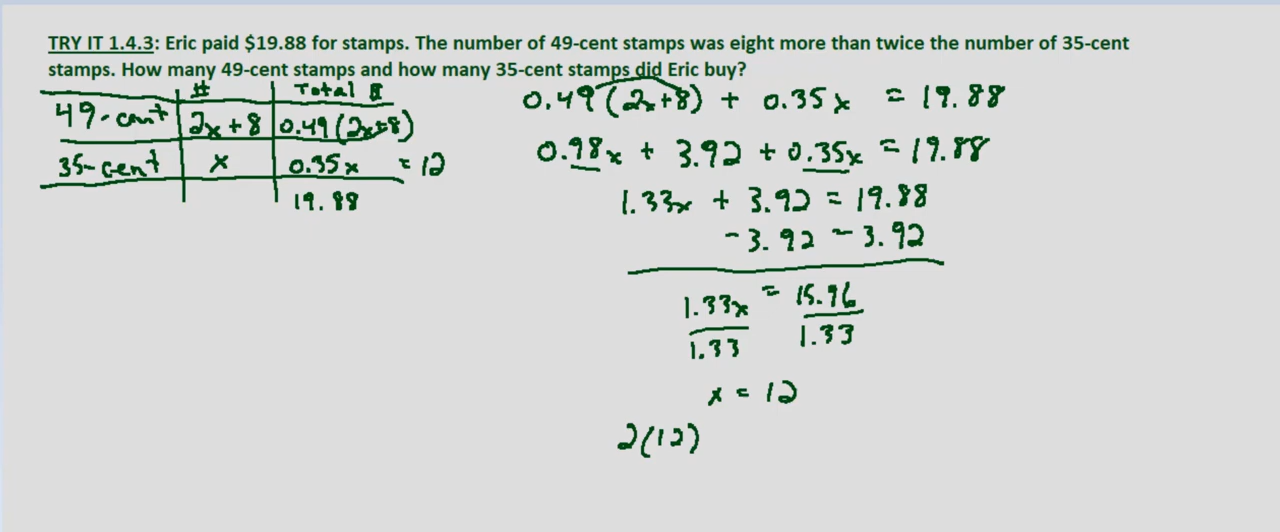 TRY IT 1.4.3: Eric paid $19.88 for stamps. The number of 49-cent stamps was eight more than twice the number of 35-cent
stamps. How many 49-cent stamps and how many 35-cent stamps did Eric buy?
# Total $
49-cent 2x+8 0.49(2x+8)
35-cent x 0.35x = 12
19.88
0.49(2x+8) + 0.35x = 19.88
0.98x + 3.92 + 0.35x = 19.88
1.33x + 3.92 = 19.88
-3.92 -3.92
1.33x = 15.96
1.33 1.33
x = 12
2(12)